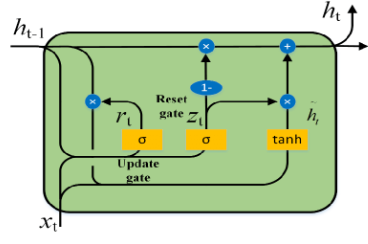 h_t
h_{t-1}
×
+
1-
Reset
gate
×
r_t
z_t
×
h̃_t
σ
σ
tanh
Update
gate
x_t